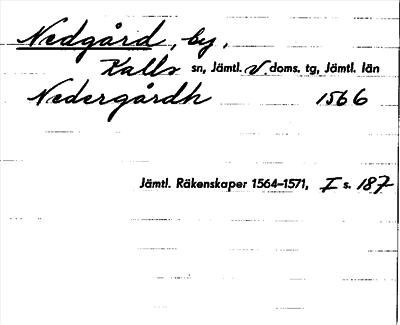 Nedgård, by,
Kalls sn, Jämtl. V. doms. tg, Jämtl. län
Nedergårdh 1566
Jämtl. Räkenskaper 1564–1571, I s. 187